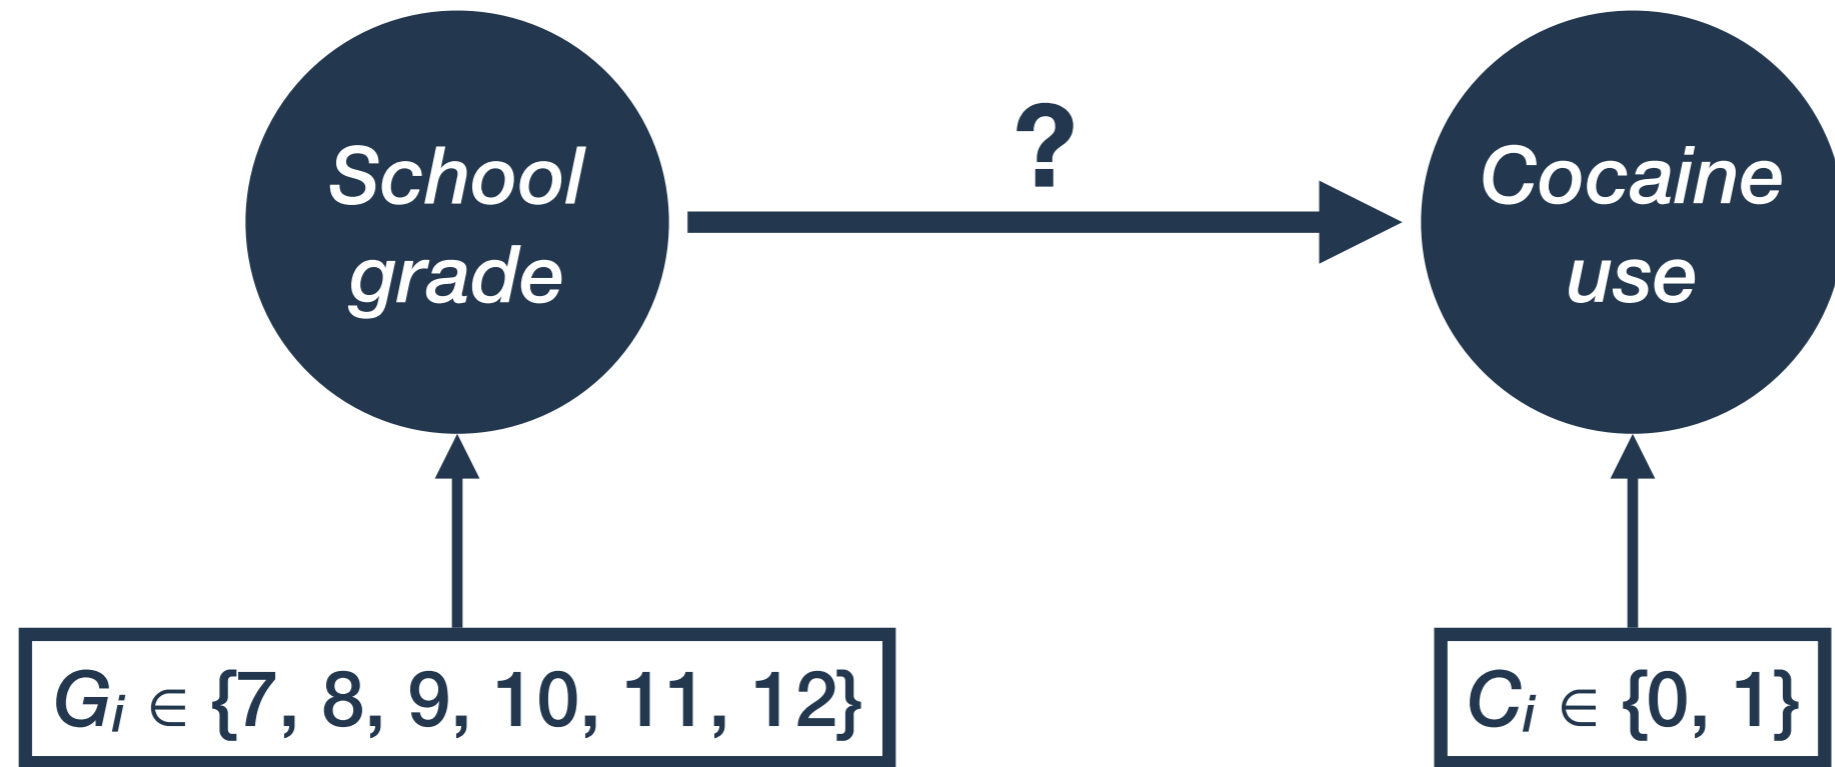 School
grade
?
Cocaine
use
Gᵢ ∈ {7, 8, 9, 10, 11, 12}
Cᵢ ∈ {0, 1}